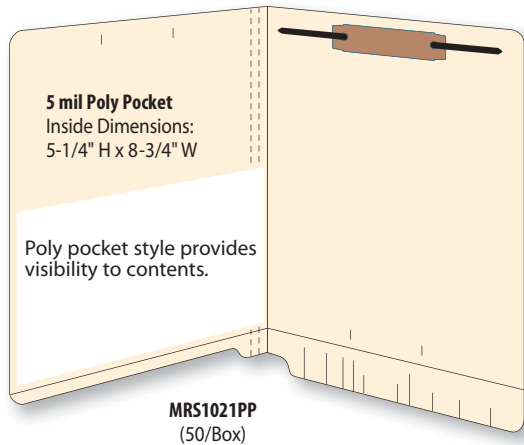 5 mil Poly Pocket
Inside Dimensions:
5-1/4" H x 8-3/4" W
Poly pocket style provides
visibility to contents.
MRS1021PP
(50/Box)